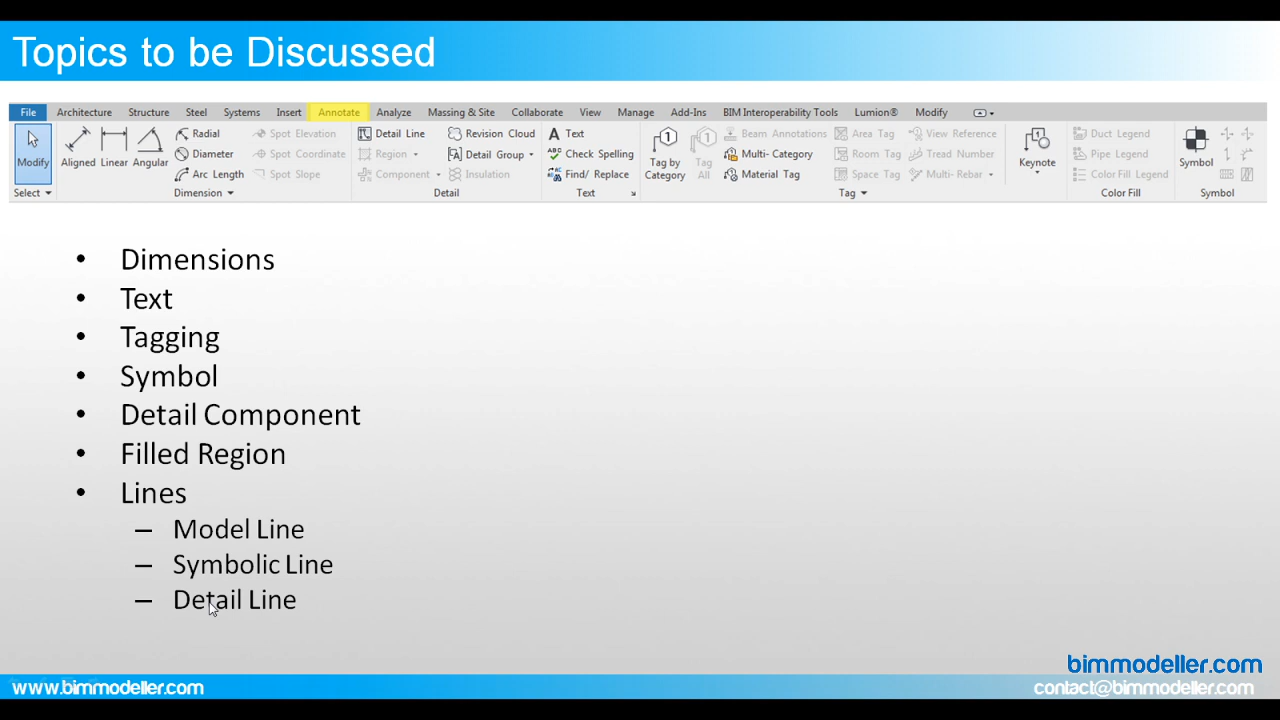 Topics to be Discussed
File Architecture Structure Steel Systems Insert Annotate Analyze Massing & Site Collaborate View Manage Add-Ins BIM Interoperability Tools Lumion® Modify
Radial Spot Elevation Detail Line Revision Cloud Text Beam Annotations Area Tag View Reference Duct Legend
Modify Aligned Linear Angular Diameter Spot Coordinate Region Detail Group Check Spelling Tag by Category Tag All Multi- Category Room Tag Tread Number Keynote Pipe Legend Symbol
Arc Length Spot Slope Component Insulation Find/ Replace Material Tag Space Tag Multi- Rebar Color Fill Legend
Select Dimension Detail Text Tag Color Fill Symbol
• Dimensions
• Text
• Tagging
• Symbol
• Detail Component
• Filled Region
• Lines
– Model Line
– Symbolic Line
– Detail Line
bimmodeller.com
www.bimmodeller.com contact@bimmodeller.com